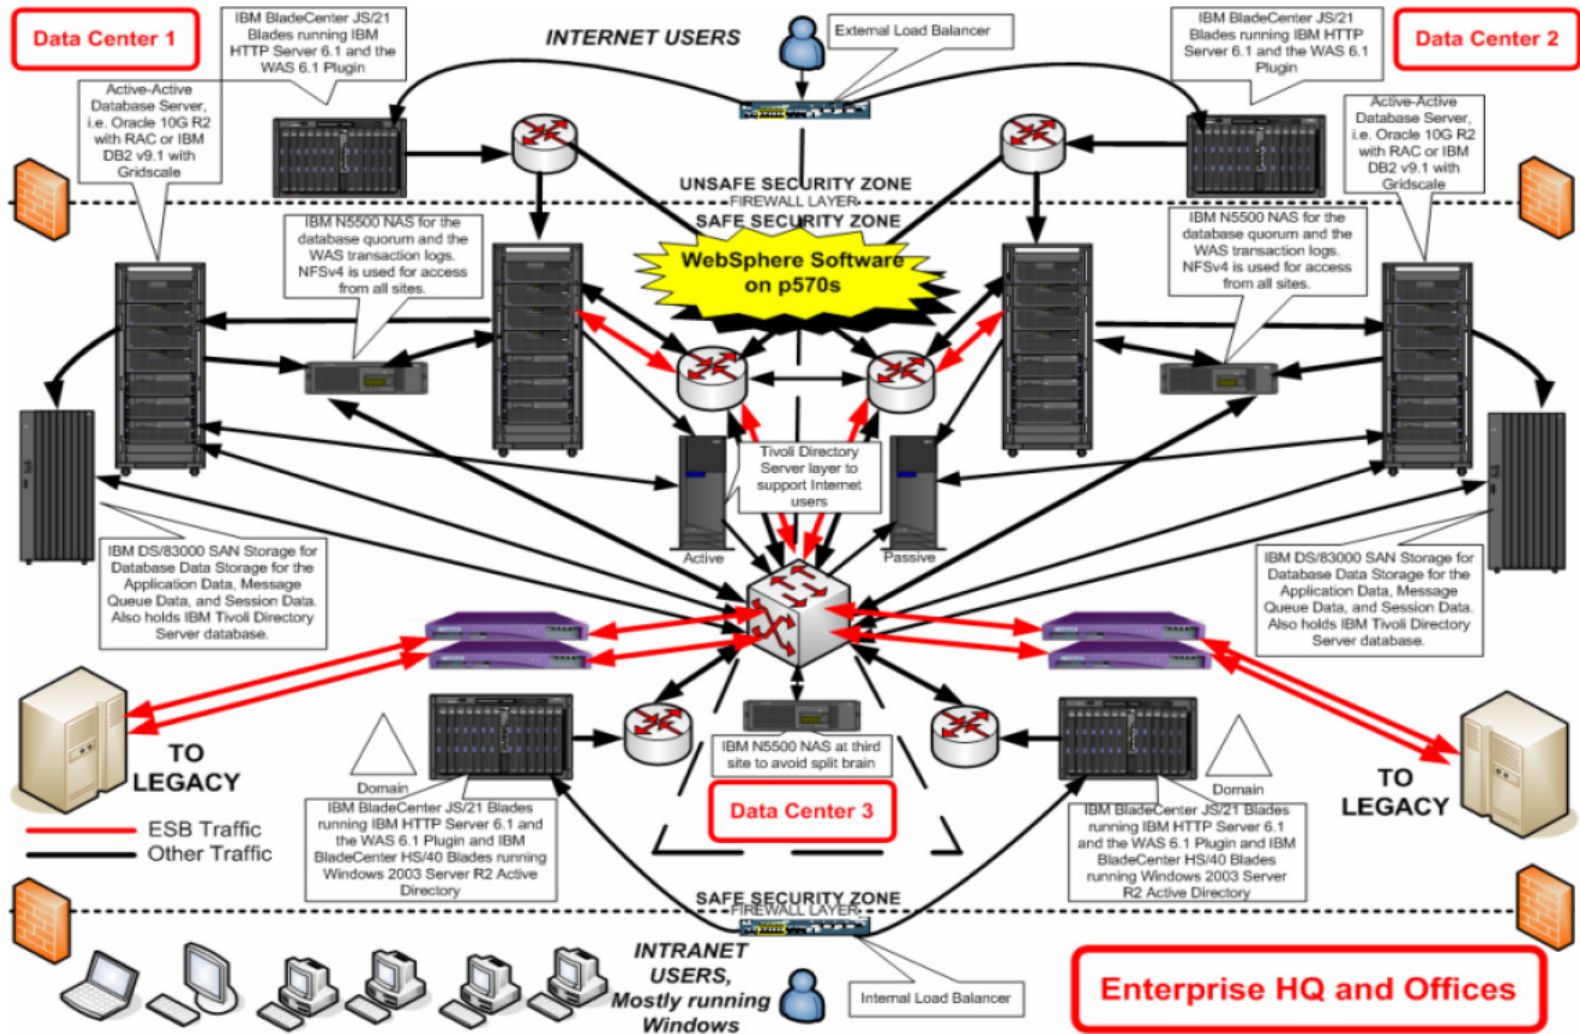 Data Center 1
IBM BladeCenter JS/21
Blades running IBM
HTTP Server 6.1 and the
WAS 6.1 Plugin
INTERNET USERS
External Load Balancer
IBM BladeCenter JS/21
Blades running IBM HTTP
Server 6.1 and the WAS 6.1
Plugin
Data Center 2
Active-Active
Database Server,
i.e. Oracle 10G R2
with RAC or IBM
DB2 v9.1 with
Gridscale
Active-Active
Database Server,
i.e. Oracle 10G R2
with RAC or IBM
DB2 v9.1 with
Gridscale
UNSAFE SECURITY ZONE
FIREWALL LAYER
SAFE SECURITY ZONE
IBM N5500 NAS for the
database quorum and the
WAS transaction logs.
NFSv4 is used for access
from all sites.
WebSphere Software
on p570s
IBM N5500 NAS for the
database quorum and the
WAS transaction logs.
NFSv4 is used for access
from all sites.
Tivoli Directory
Server layer to
support Internet
users
Active
Passive
IBM DS/83000 SAN Storage for
Database Data Storage for the
Application Data, Message
Queue Data, and Session Data.
Also holds IBM Tivoli Directory
Server database.
IBM DS/83000 SAN Storage for
Database Data Storage for the
Application Data, Message
Queue Data, and Session Data.
Also holds IBM Tivoli Directory
Server database.
TO
LEGACY
Domain
IBM N5500 NAS at third
site to avoid split brain
Data Center 3
Domain
TO
LEGACY
ESB Traffic
Other Traffic
IBM BladeCenter JS/21 Blades
running IBM HTTP Server 6.1 and
the WAS 6.1 Plugin and IBM
BladeCenter HS/40 Blades running
Windows 2003 Server R2 Active
Directory
IBM BladeCenter JS/21 Blades
running IBM HTTP Server 6.1
and the WAS 6.1 Plugin and IBM
BladeCenter HS/40 Blades
running Windows 2003 Server
R2 Active Directory
SAFE SECURITY ZONE
FIREWALL LAYER
INTRANET
USERS,
Mostly running
Windows
Internal Load Balancer
Enterprise HQ and Offices